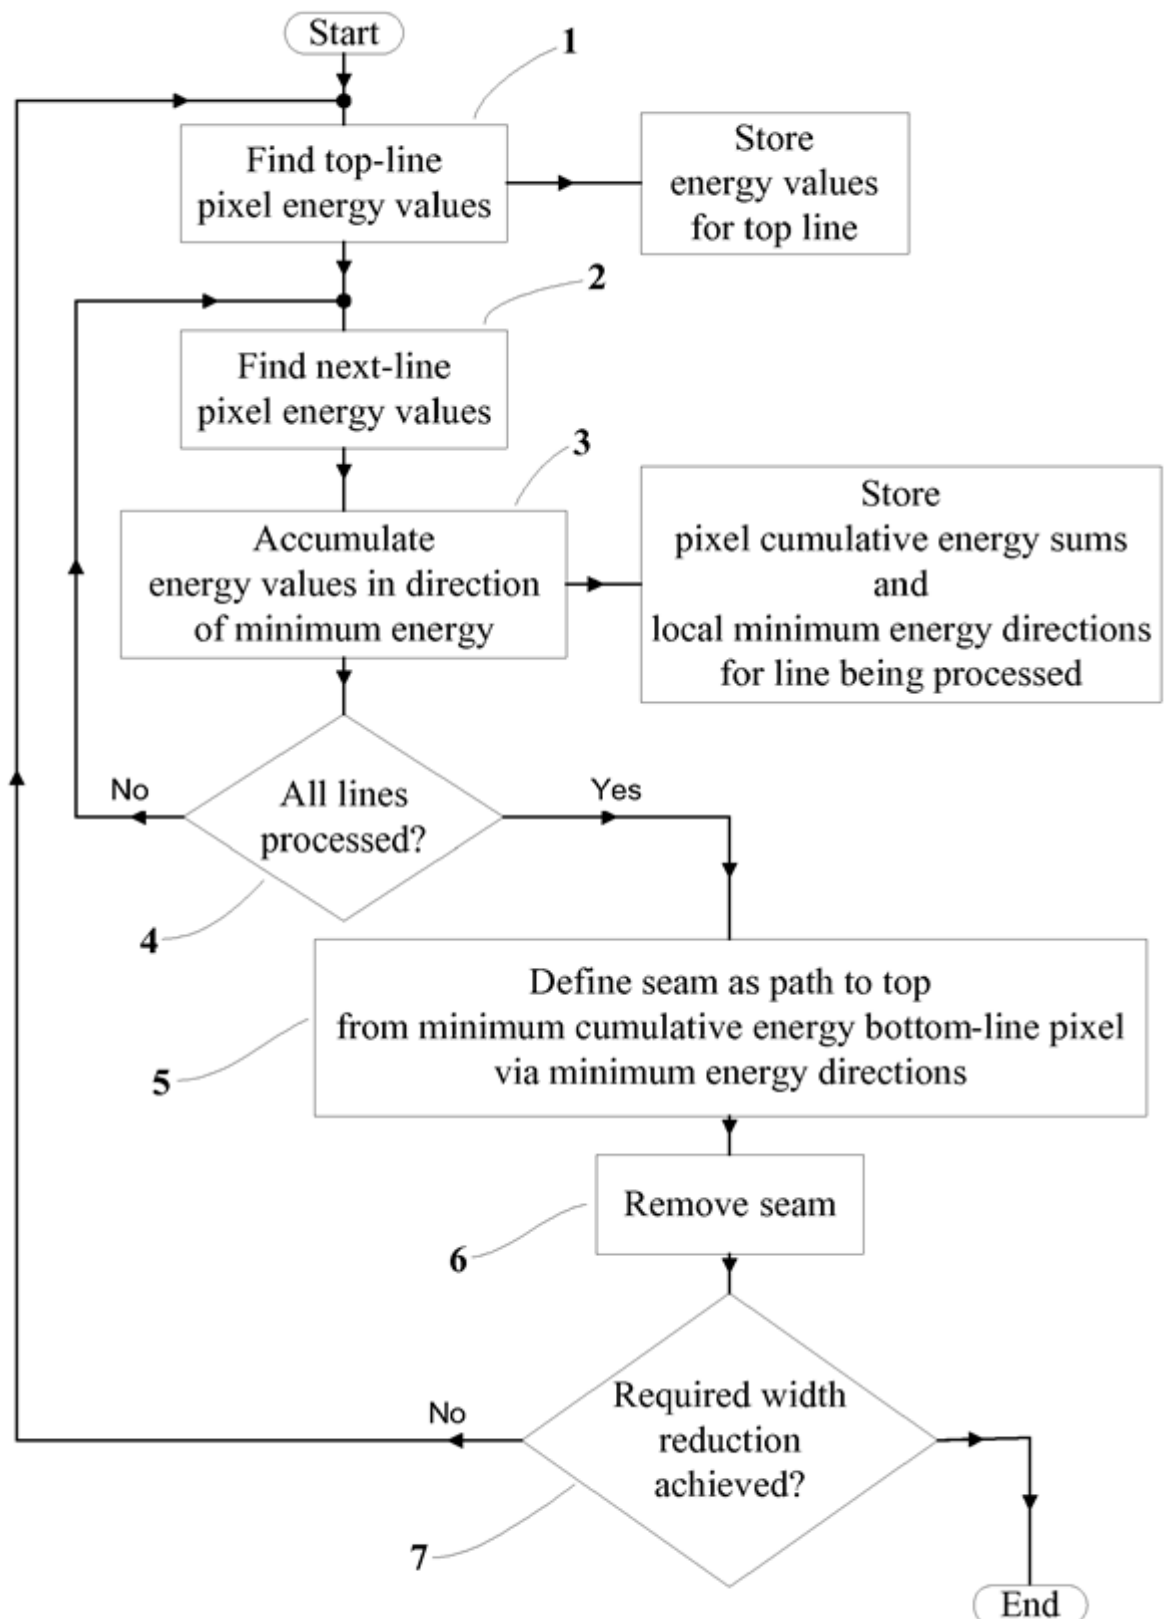 Start
1
Find top-line
pixel energy values
Store
energy values
for top line
2
Find next-line
pixel energy values
3
Accumulate
energy values in direction
of minimum energy
Store
pixel cumulative energy sums
and
local minimum energy directions
for line being processed
No
All lines
processed?
Yes
4
Define seam as path to top
from minimum cumulative energy bottom-line pixel
via minimum energy directions
5
Remove seam
6
No
Required width
reduction
achieved?
7
End